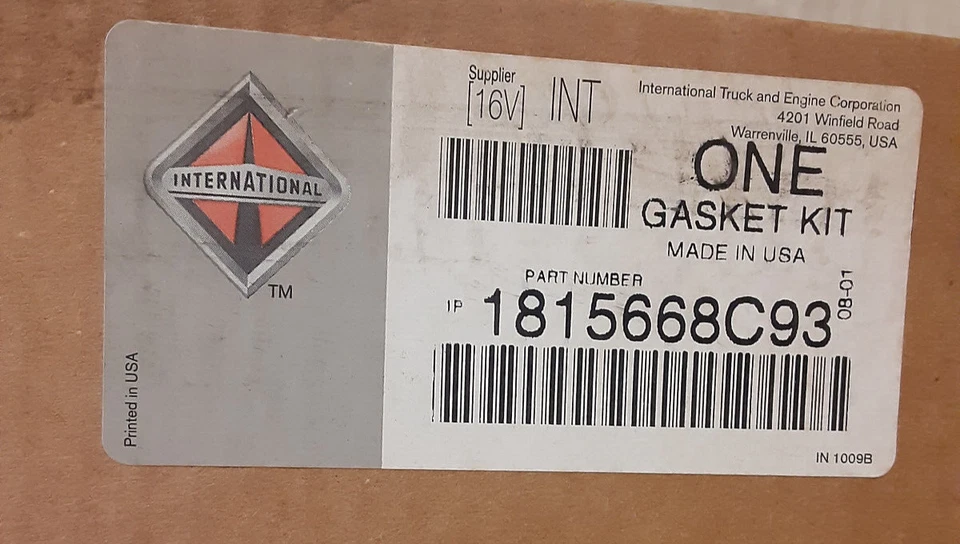 INTERNATIONAL
TM
Printed in USA
Supplier
[16V] INT
International Truck and Engine Corporation
4201 Winfield Road
Warrenville, IL 60555, USA
ONE
GASKET KIT
MADE IN USA
PART NUMBER
1P 1815668C93
08-01
IN 1009B